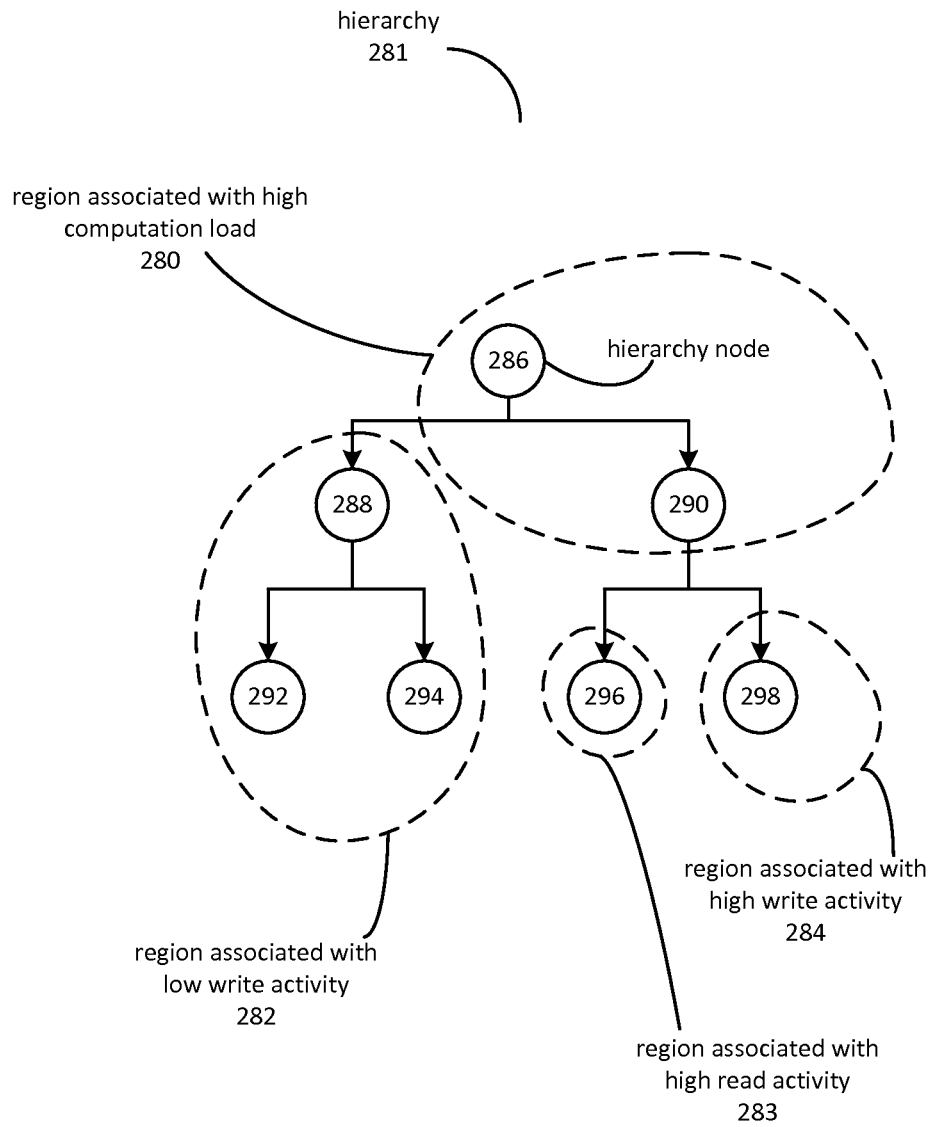 hierarchy
281
region associated with high
computation load
280
286
hierarchy node
288
290
292
294
296
298
region associated with
high write activity
284
region associated with
low write activity
282
region associated with
high read activity
283